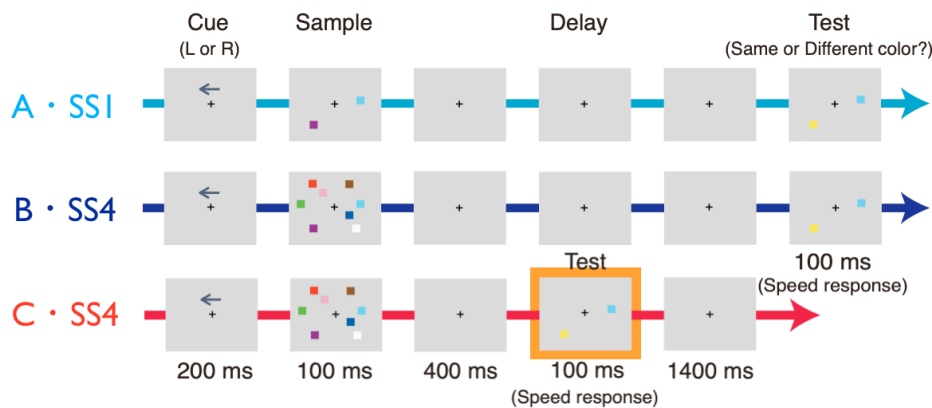 Cue Sample Delay Test
(L or R) (Same or Different color?)
A・SS1
B・SS4
Test 100 ms
(Speed response)
C・SS4
200 ms 100 ms 400 ms 100 ms 1400 ms
(Speed response)